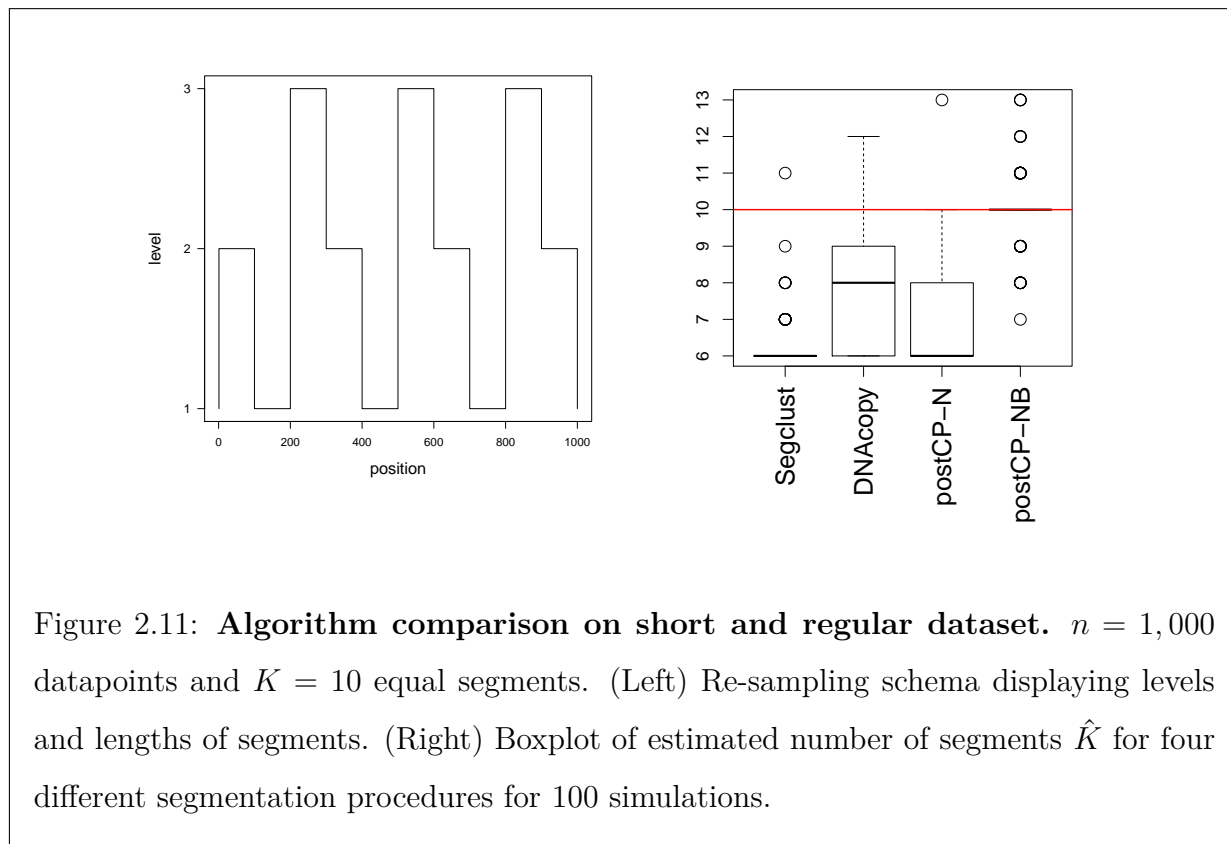 3
2
1
level
0
200
400
600
800
1000
position
13
12
11
10
9
8
7
6
Segclust
DNAcopy
postCP−N
postCP−NB
Figure 2.11: Algorithm comparison on short and regular dataset. n = 1,000
datapoints and K = 10 equal segments. (Left) Re-sampling schema displaying levels
and lengths of segments. (Right) Boxplot of estimated number of segments K̂ for four
different segmentation procedures for 100 simulations.